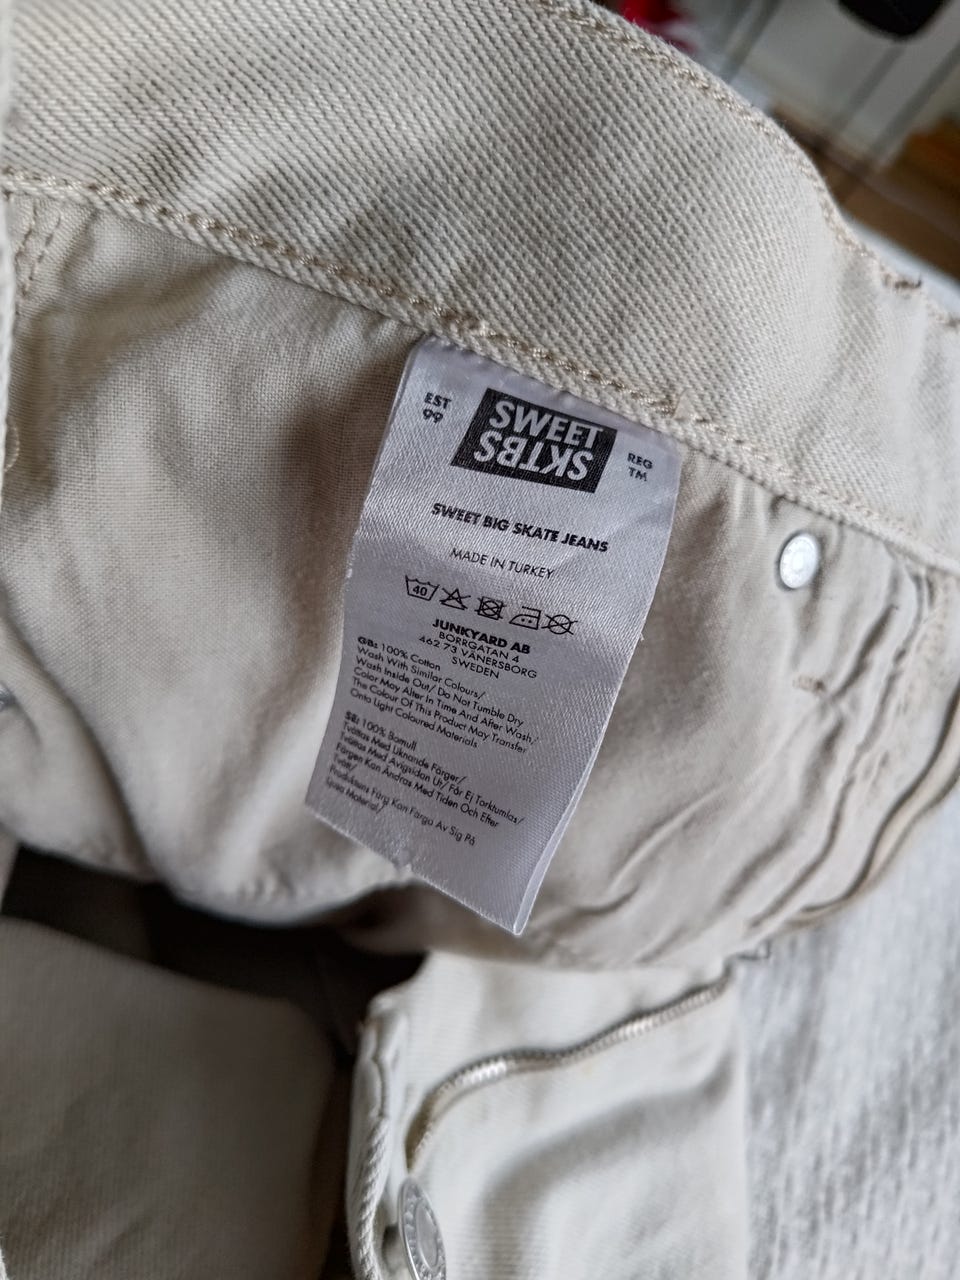 EST
99
SWEET
SKTBS
REG
TM
SWEET BIG SKATE JEANS
MADE IN TURKEY
40
JUNKYARD AB
BORRGATAN 4
462 73 VÄNERSBORG
SWEDEN
GB: 100% Cotton
Wash With Similar Colours/
Wash Inside Out/ Do Not Tumble Dry
Color May Alter In Time And After Wash/
The Colour Of This Product May Transfer
Onto Light Coloured Materials
SE: 100% Bomull
Tvättas Med Liknande Färger/
Tvättas Med Avigsidan Ut/ Får Ej Torktumlas/
Färgen Kan Ändras Med Tiden Och Efter
Tvätt/
Produktens Färg Kan Färga Av Sig På
Ljusa Material/